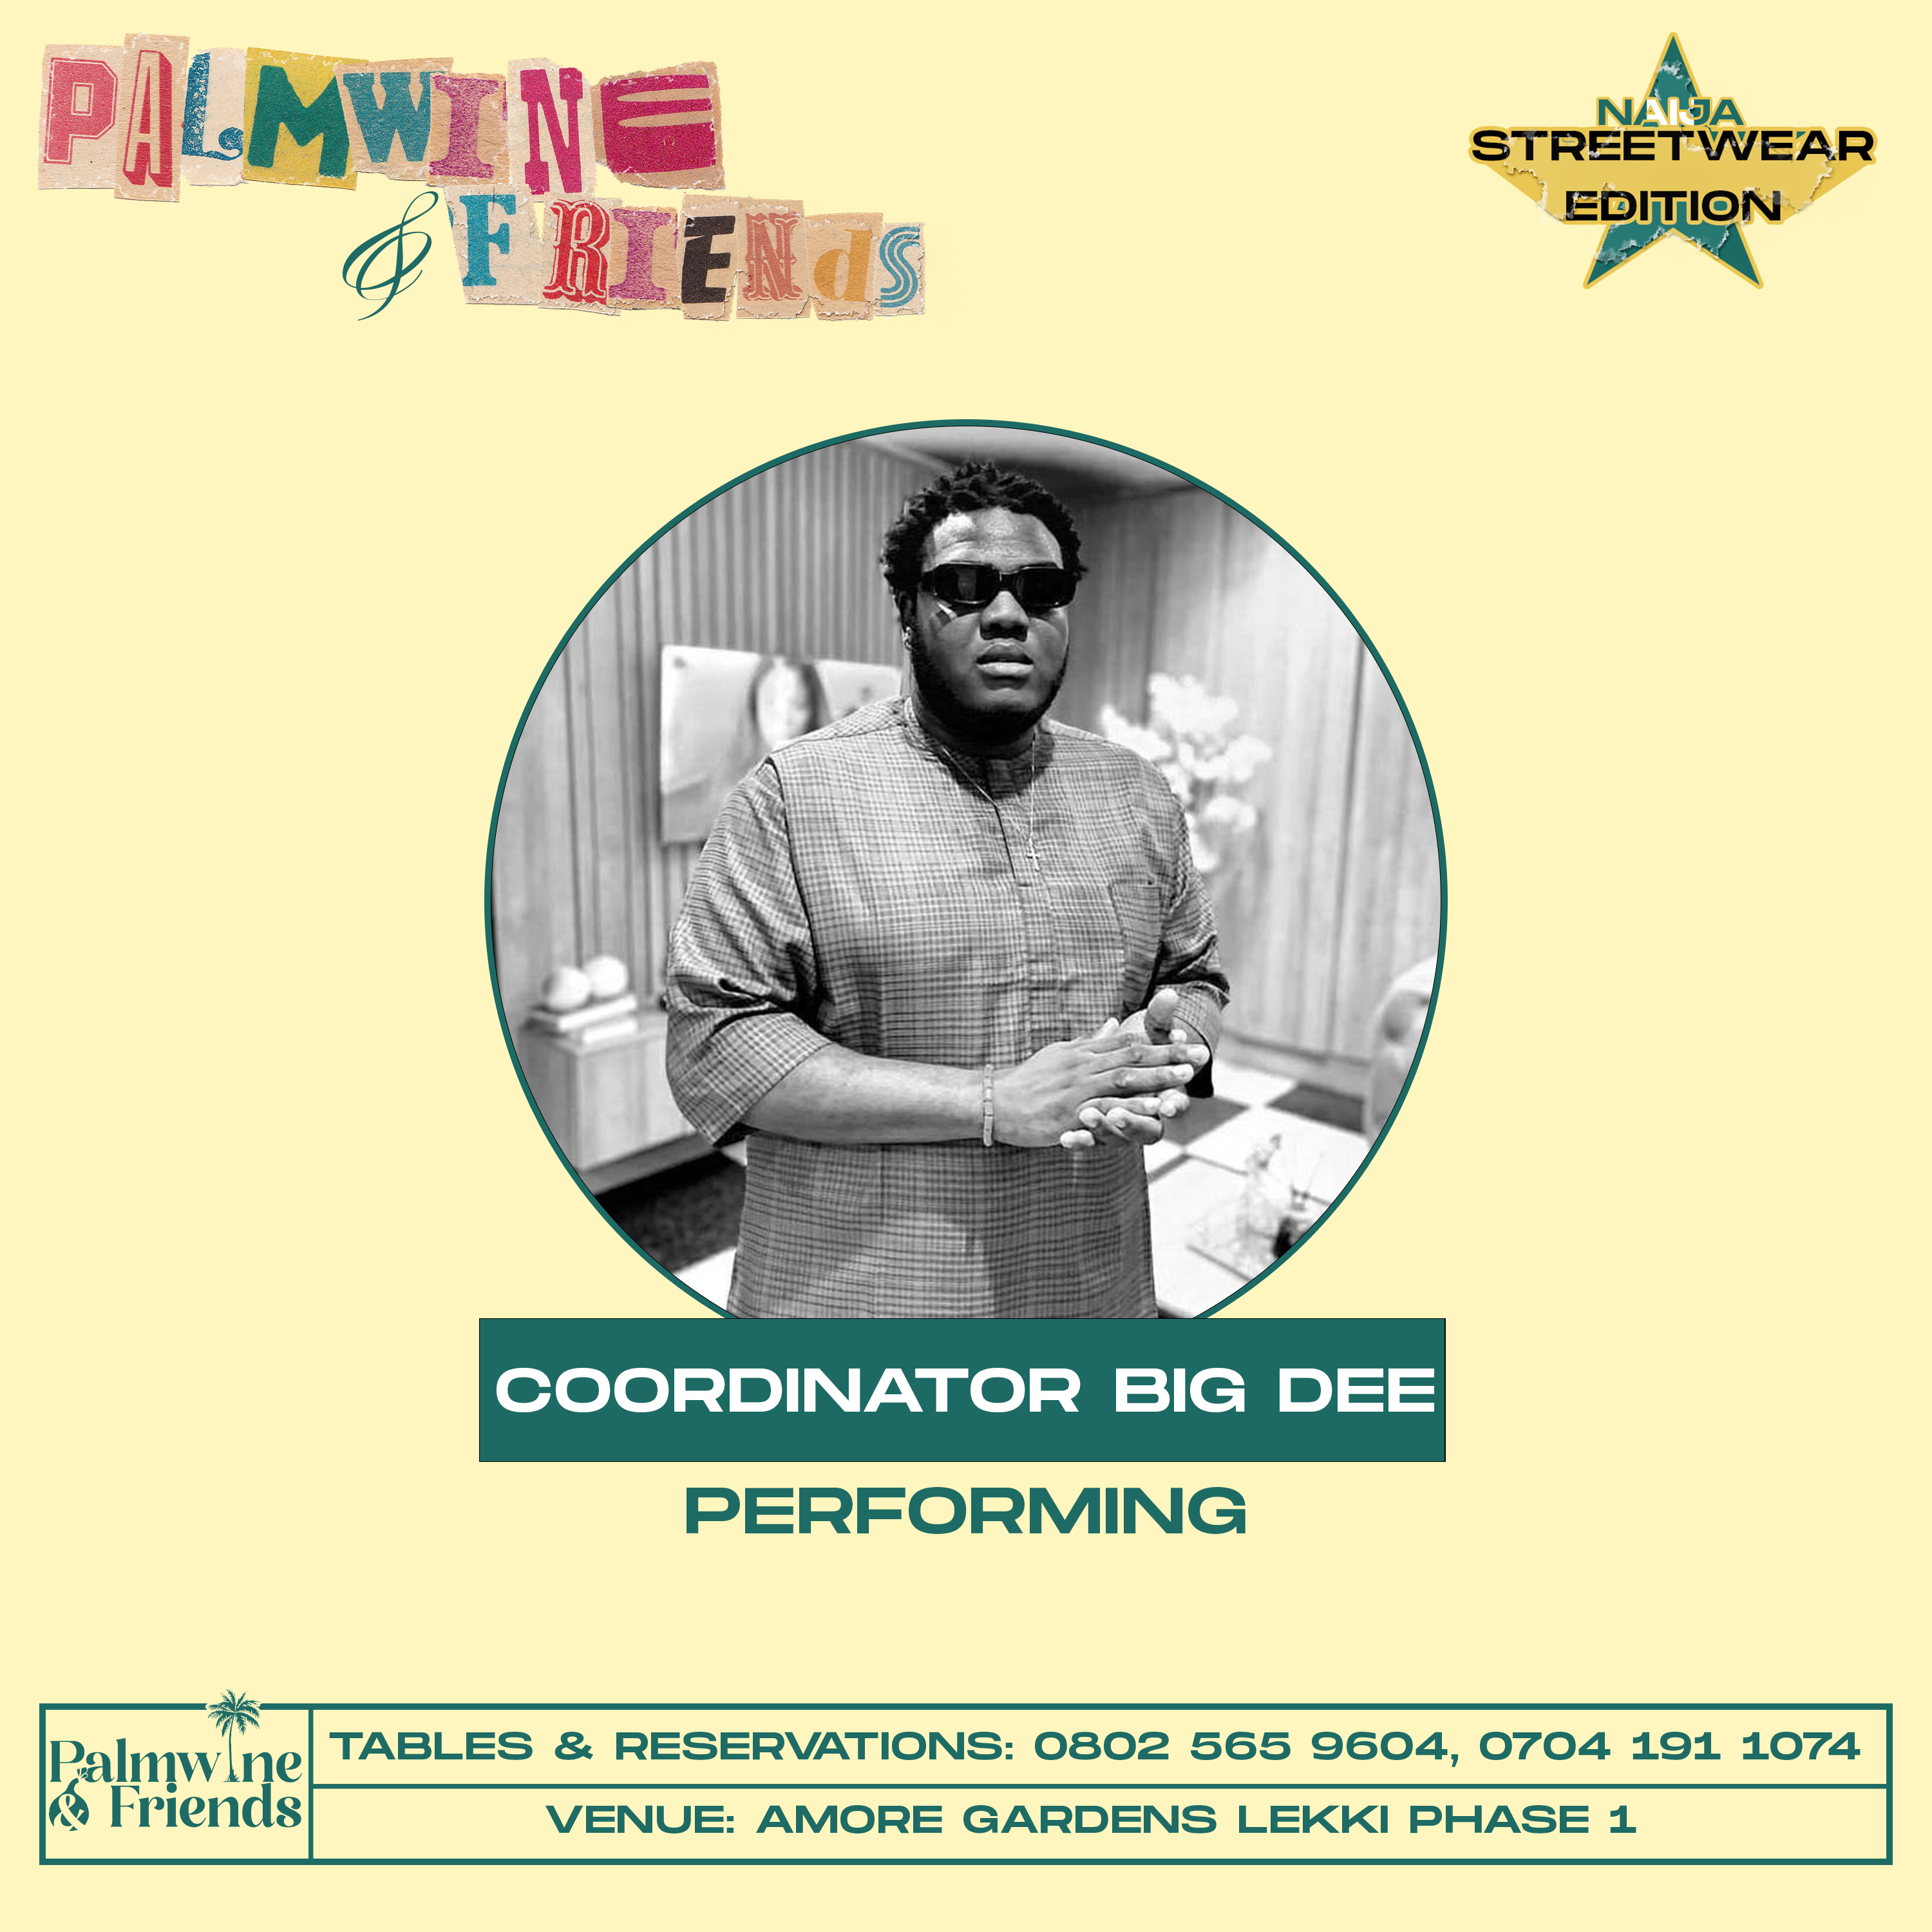 PALMWINE
& FRIENdS
NAIJA
STREETWEAR
EDITION
COORDINATOR BIG DEE
PERFORMING
Palmwine
& Friends
TABLES & RESERVATIONS: 0802 565 9604, 0704 191 1074
VENUE: AMORE GARDENS LEKKI PHASE 1